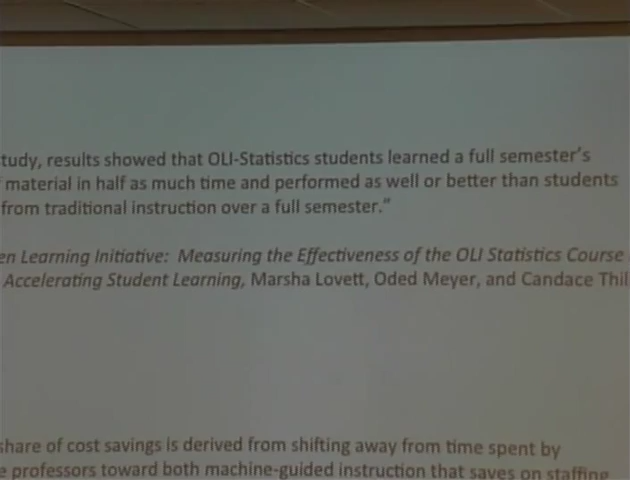 tudy, results showed that OLI-Statistics students learned a full semester's
material in half as much time and performed as well or better than students
from traditional instruction over a full semester."
en Learning Initiative: Measuring the Effectiveness of the OLI Statistics Course
Accelerating Student Learning, Marsha Lovett, Oded Meyer, and Candace Thil
share of cost savings is derived from shifting away from time spent by
e professors toward both machine-guided instruction that saves on staffing